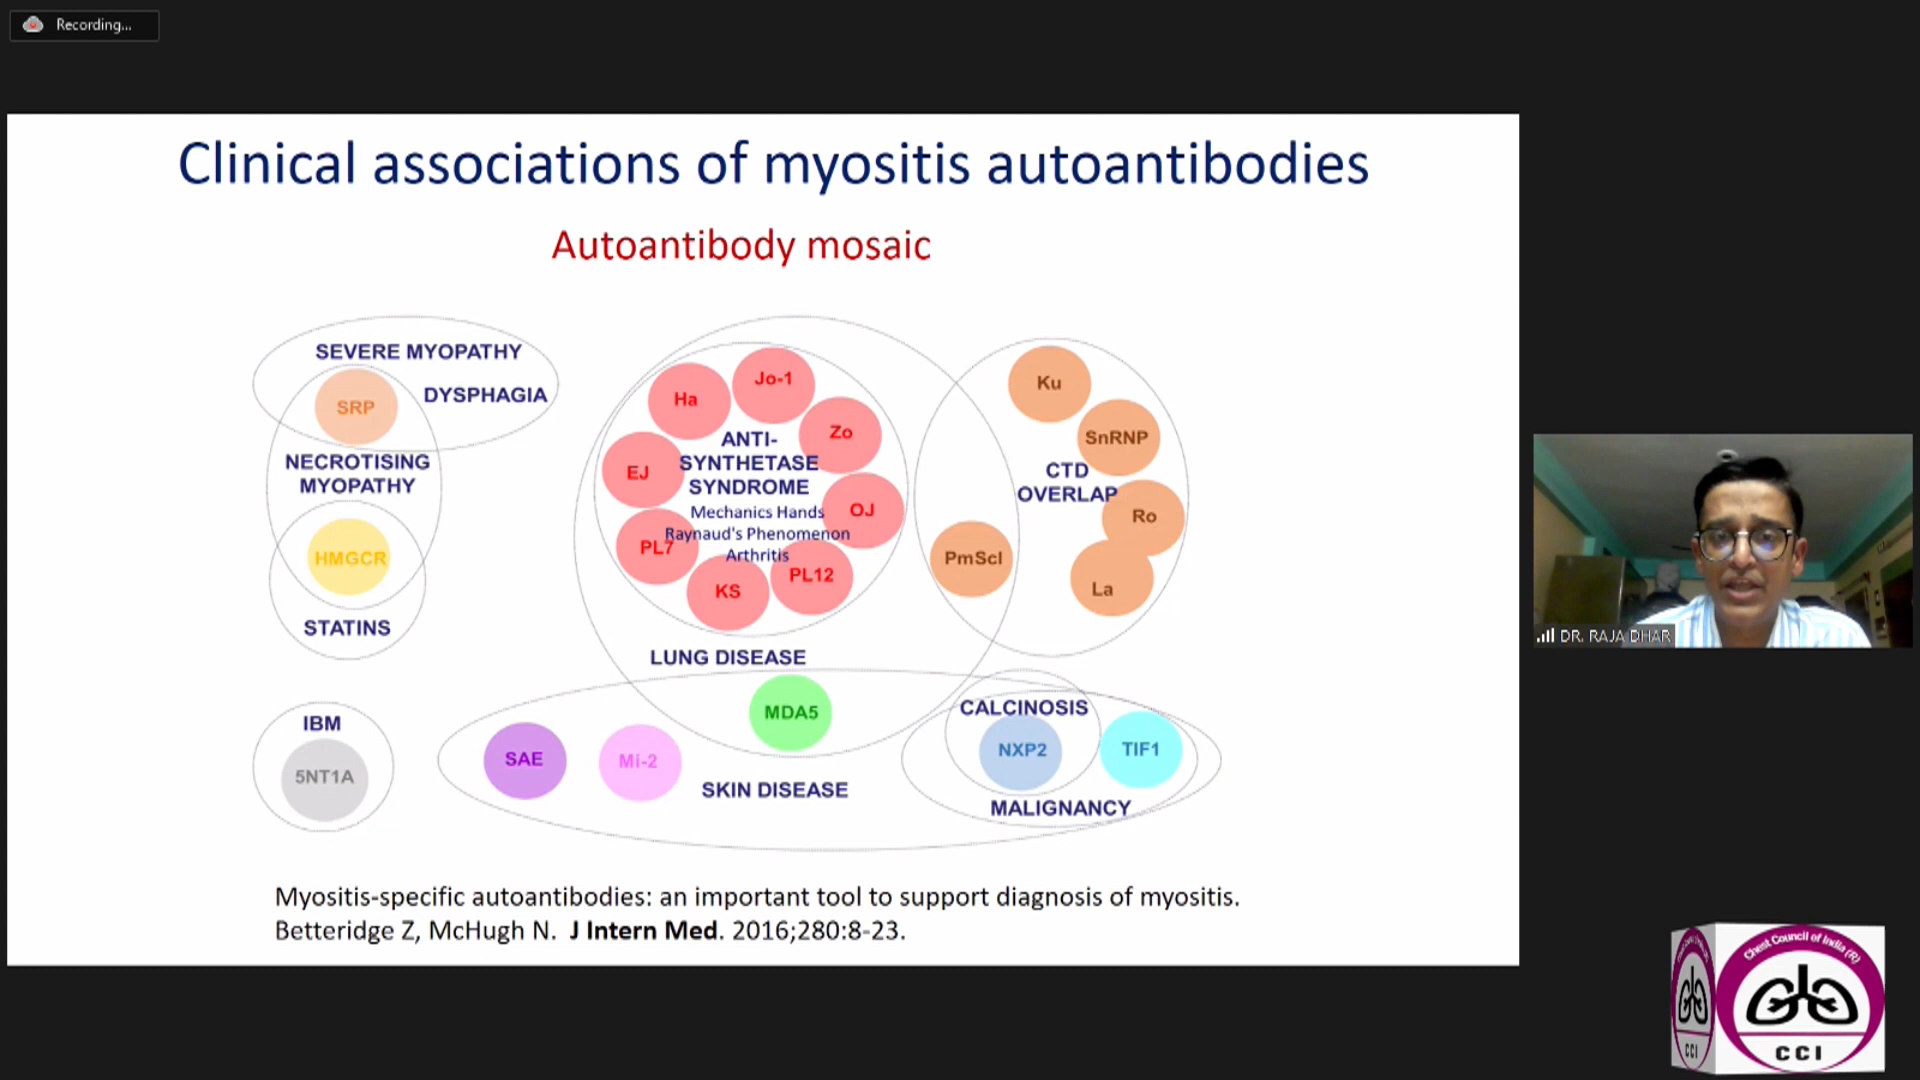 Recording...
Clinical associations of myositis autoantibodies
Autoantibody mosaic
SEVERE MYOPATHY
SRP
DYSPHAGIA
NECROTISING
MYOPATHY
HMGCR
STATINS
Ha
Jo-1
Zo
EJ
ANTI-
SYNTHETASE
SYNDROME
OJ
Mechanics Hands
Raynaud's Phenomenon
Arthritis
PL7
KS
PL12
LUNG DISEASE
Ku
SnRNP
CTD
OVERLAP
Ro
PmScl
La
IBM
5NT1A
SAE
Mi-2
MDA5
SKIN DISEASE
CALCINOSIS
NXP2
TIF1
MALIGNANCY
Myositis-specific autoantibodies: an important tool to support diagnosis of myositis.
Betteridge Z, McHugh N. J Intern Med. 2016;280:8-23.
DR. RAJA DHAR
Chest Council of India (R)
CCI
CCI